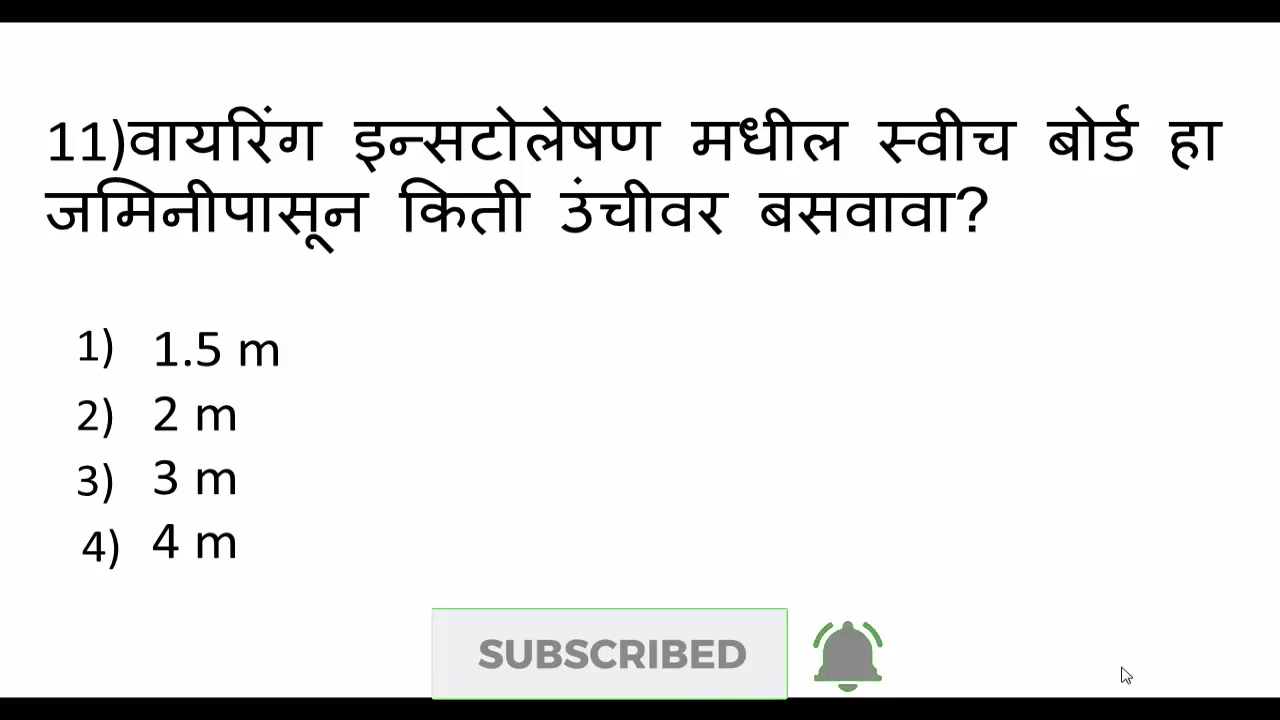 11)वायरिंग इन्सटोलेषण मधील स्वीच बोर्ड हा
जमिनीपासून किती उंचीवर बसवावा?
1) 1.5 m
2) 2 m
3) 3 m
4) 4 m
SUBSCRIBED